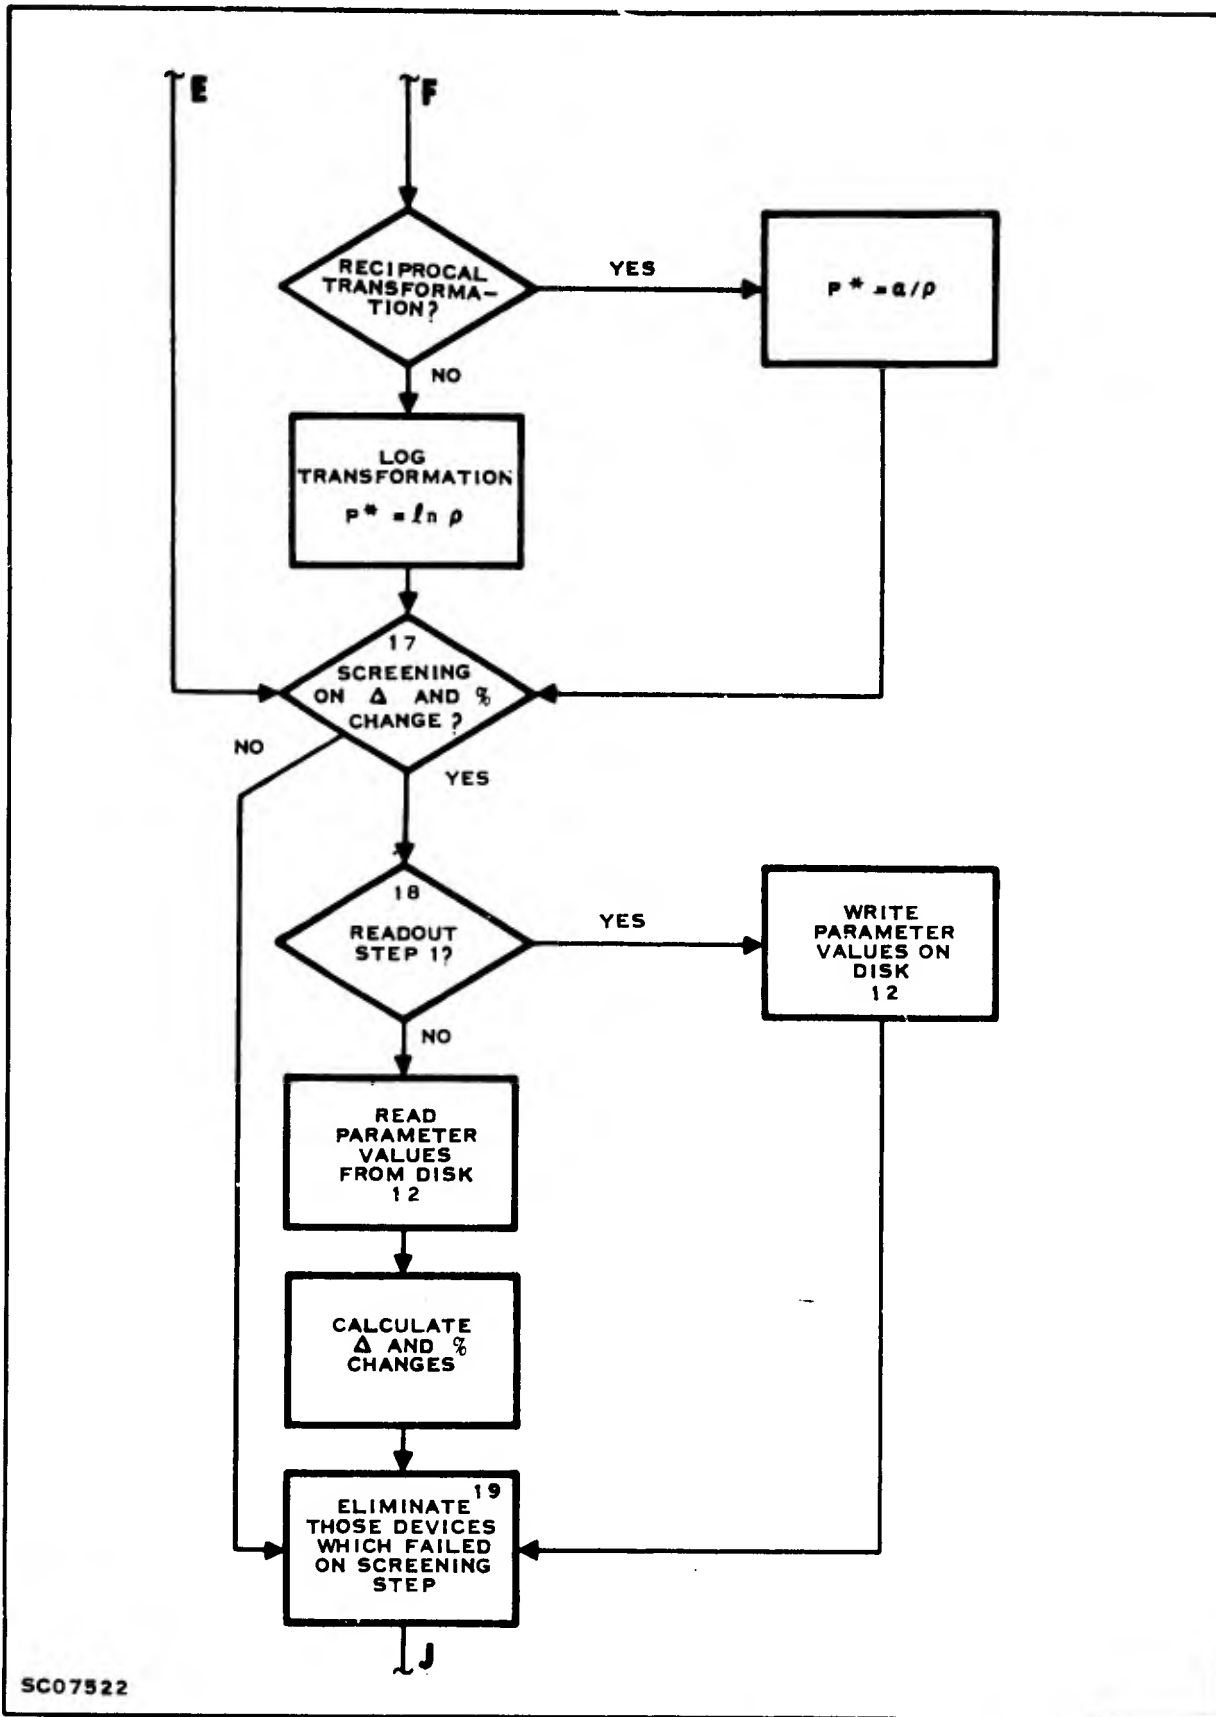 E
F
RECIPROCAL
TRANSFORMA-
TION?
YES
P* = α/ρ
NO
LOG
TRANSFORMATION
P* = ln ρ
17
SCREENING
ON Δ AND %
CHANGE?
NO
YES
18
READOUT
STEP 1?
YES
WRITE
PARAMETER
VALUES ON
DISK
12
NO
READ
PARAMETER
VALUES
FROM DISK
12
CALCULATE
Δ AND %
CHANGES
19
ELIMINATE
THOSE DEVICES
WHICH FAILED
ON SCREENING
STEP
J
SC07522